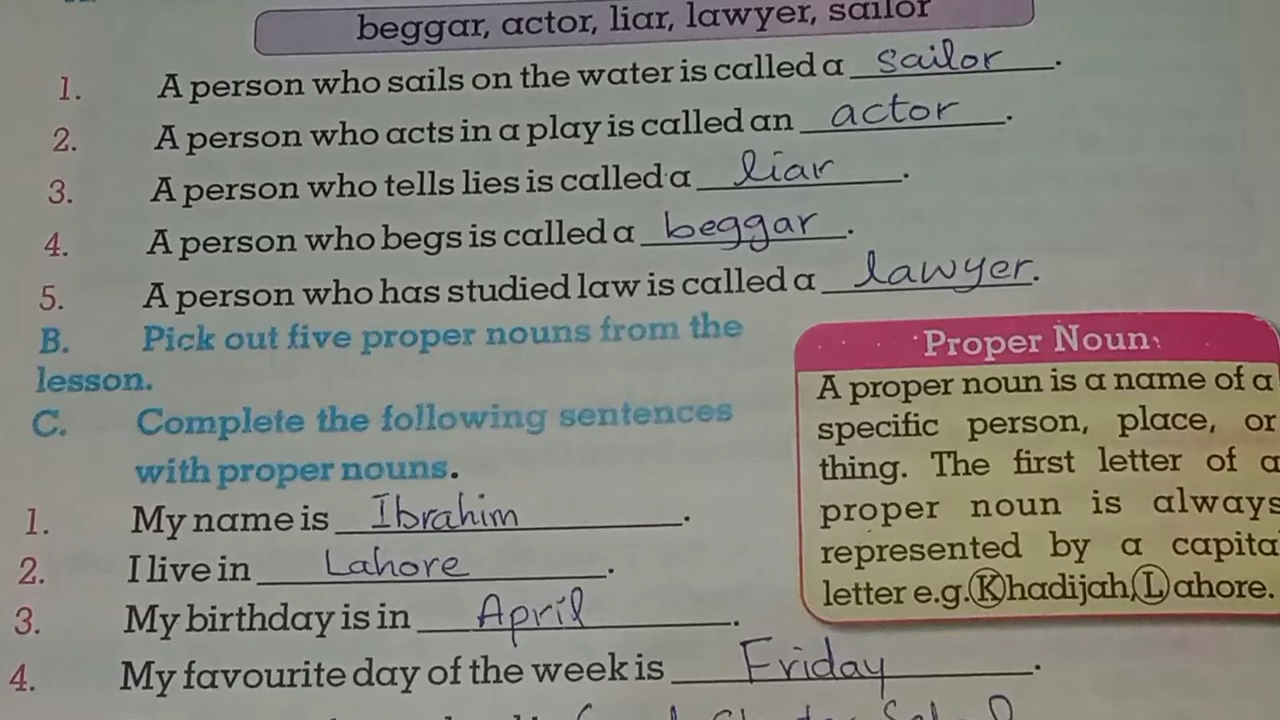 beggar, actor, liar, lawyer, sailor
1. A person who sails on the water is called a sailor.
2. A person who acts in a play is called an actor.
3. A person who tells lies is called a liar.
4. A person who begs is called a beggar.
5. A person who has studied law is called a lawyer.
B. Pick out five proper nouns from the
lesson.
C. Complete the following sentences
with proper nouns.
1. My name is Ibrahim.
2. I live in Lahore.
3. My birthday is in April.
4. My favourite day of the week is Friday.
Proper Noun
A proper noun is a name of a
specific person, place, or
thing. The first letter of a
proper noun is always
represented by a capita
letter e.g. Khadijah, Lahore.